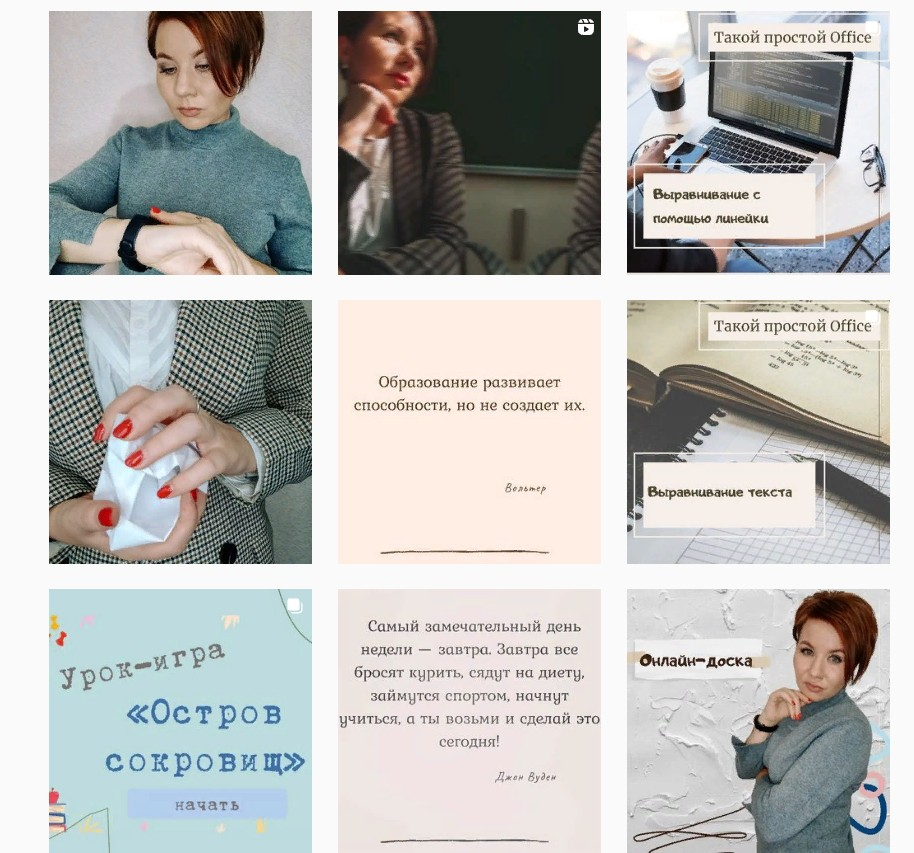 Такой простой Office
Выравнивание с
помощью линейки
Образование развивает
способности, но не создает их.
Вольтер
Такой простой Office
Выравнивание текста
Урок-игра
«Остров
сокровищ»
начать
Самый замечательный день
недели — завтра. Завтра все
бросят курить, сядут на диету,
займутся спортом, начнут
учиться, а ты возьми и сделай это
сегодня!
Джон Вуден
Онлайн-доска